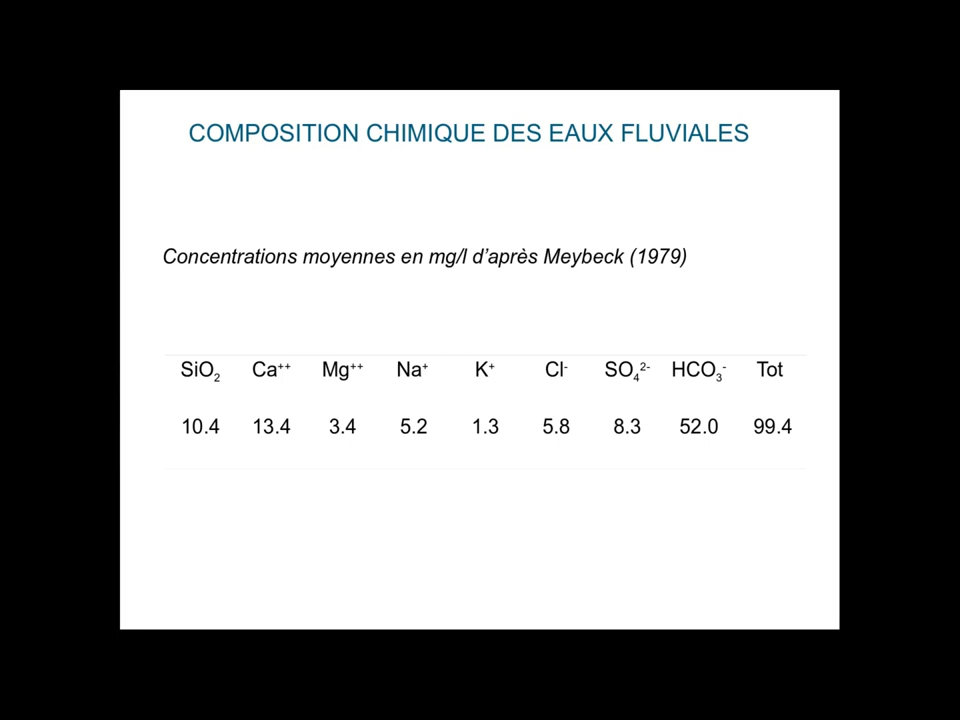 COMPOSITION CHIMIQUE DES EAUX FLUVIALES
Concentrations moyennes en mg/l d’après Meybeck (1979)
SiO₂ Ca⁺⁺ Mg⁺⁺ Na⁺ K⁺ Cl⁻ SO₄²⁻ HCO₃⁻ Tot
10.4 13.4 3.4 5.2 1.3 5.8 8.3 52.0 99.4